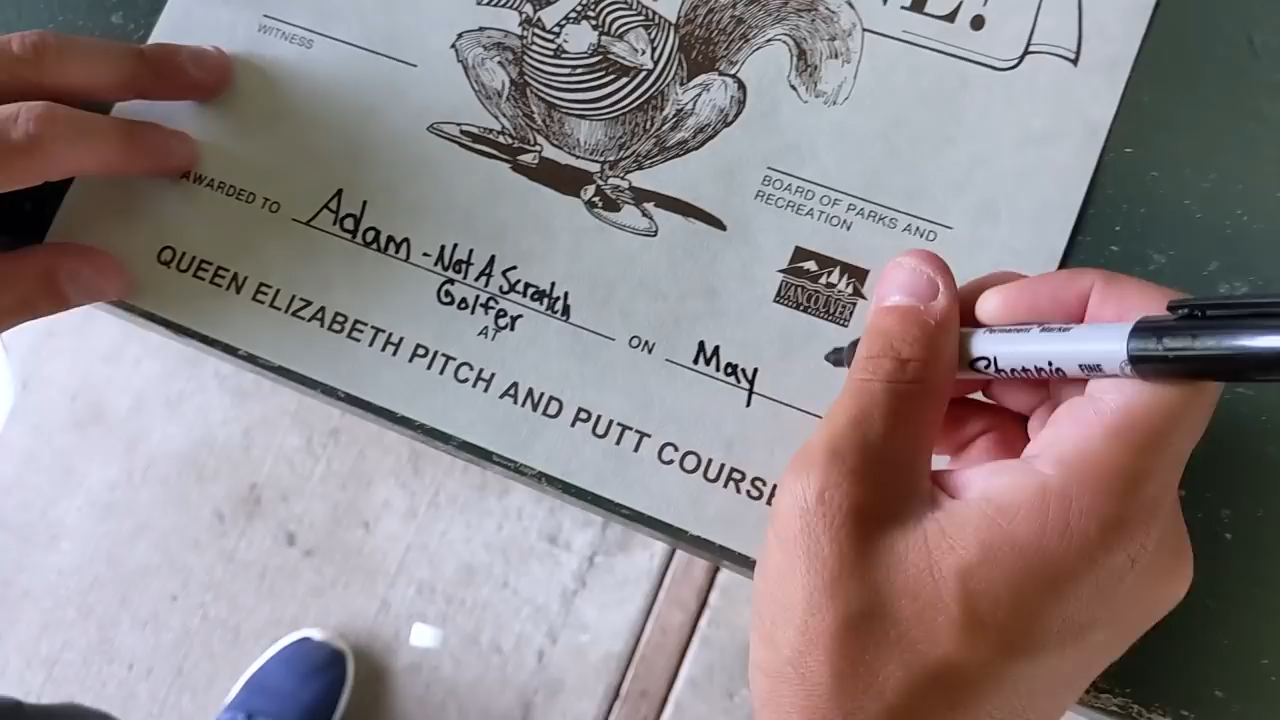 WITNESS
BOARD OF PARKS AND
RECREATION
VANCOUVER
AWARDED TO Adam - Not A Scratch
Golfer
ON May
AT
QUEEN ELIZABETH PITCH AND PUTT COURSE
Permanent Marker
Sharpie FINE